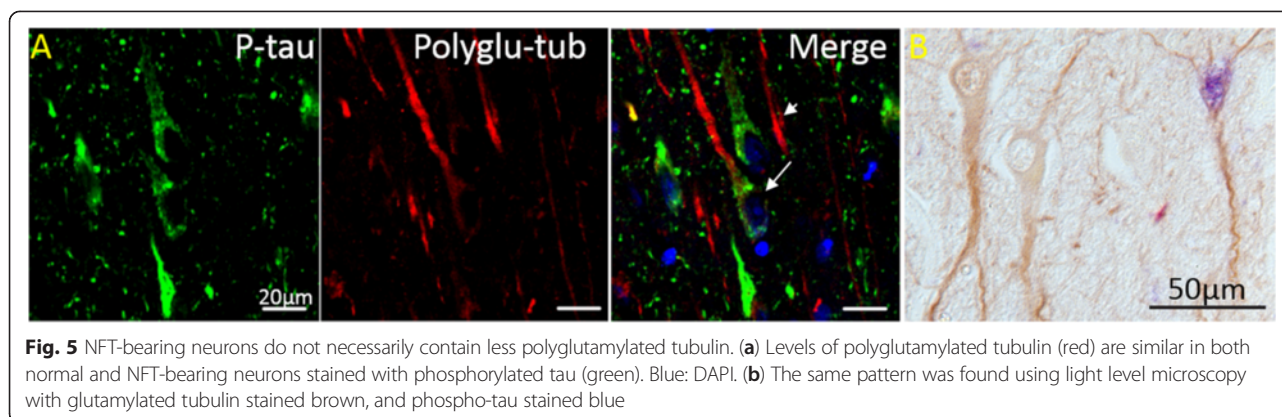 A P-tau Polyglu-tub Merge B
20µm 50µm
Fig. 5 NFT-bearing neurons do not necessarily contain less polyglutamylated tubulin. (a) Levels of polyglutamylated tubulin (red) are similar in both
normal and NFT-bearing neurons stained with phosphorylated tau (green). Blue: DAPI. (b) The same pattern was found using light level microscopy
with glutamylated tubulin stained brown, and phospho-tau stained blue